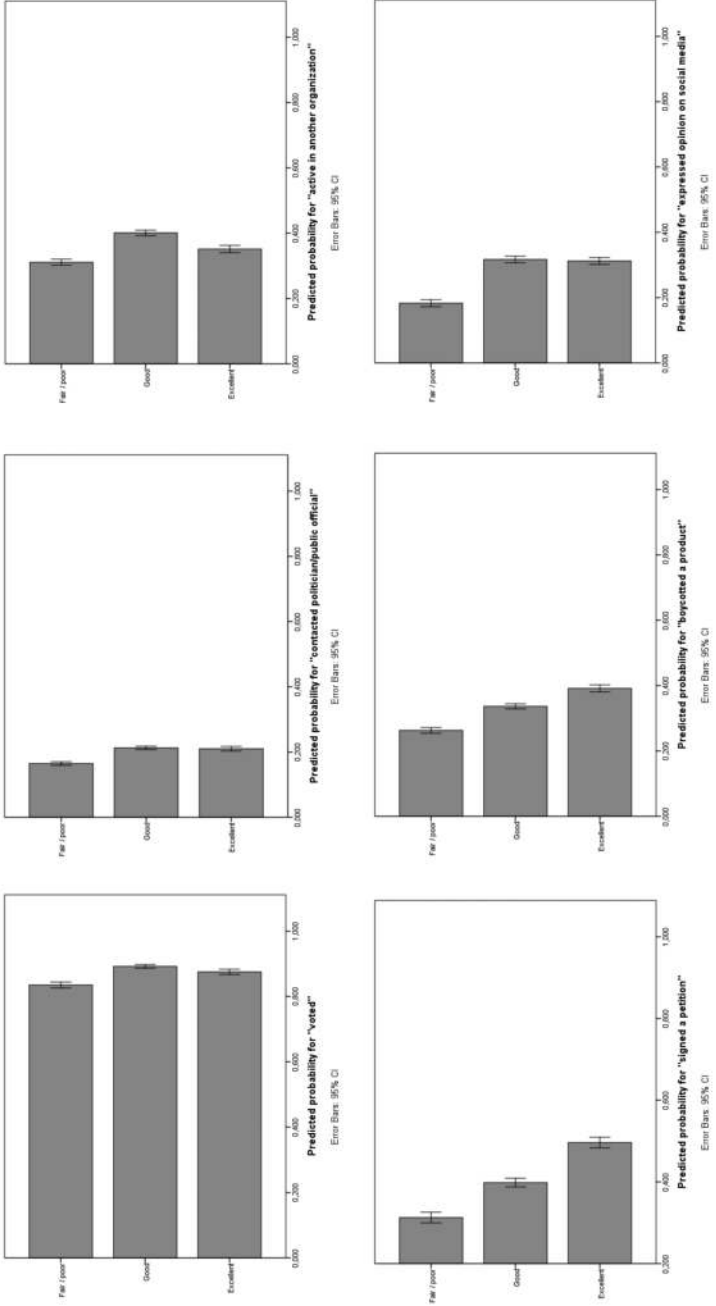 Fair / poor
Good
Excellent
0,000
0,200
0,400
0,600
0,800
1,000
Predicted probability for "voted"
Error Bars: 95% CI
Fair / poor
Good
Excellent
0,000
0,200
0,400
0,600
0,800
1,000
Predicted probability for "contacted politician/public official"
Error Bars: 95% CI
Fair / poor
Good
Excellent
0,000
0,200
0,400
0,600
0,800
1,000
Predicted probability for "active in another organization"
Error Bars: 95% CI
Fair / poor
Good
Excellent
0,200
0,400
0,600
0,800
1,000
Predicted probability for "signed a petition"
Error Bars: 95% CI
Fair / poor
Good
Excellent
0,000
0,200
0,400
0,600
0,800
1,000
Predicted probability for "boycotted a product"
Error Bars: 95% CI
Fair / poor
Good
Excellent
0,000
0,200
0,400
0,600
0,800
1,000
Predicted probability for "expressed opinion on social media"
Error Bars: 95% CI